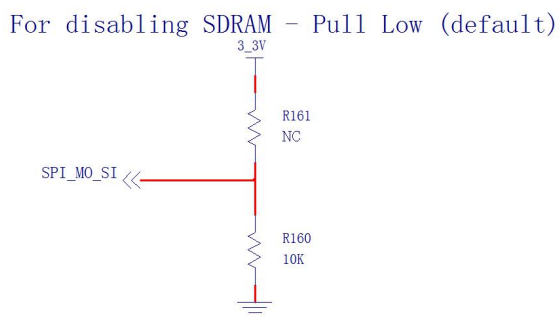 For disabling SDRAM - Pull Low (default)
3_3V
R161
NC
SPI_MO_SI
R160
10K